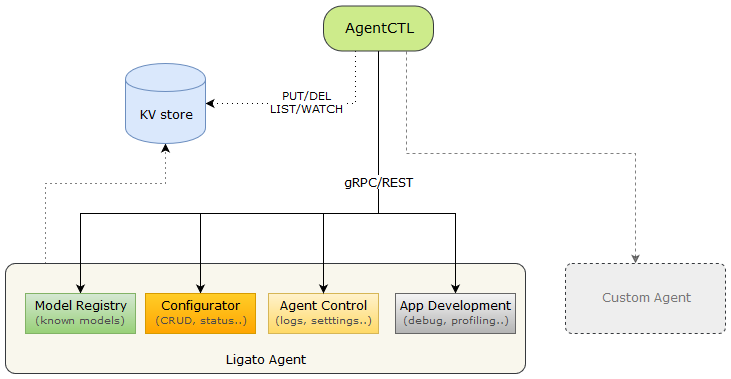 AgentCTL
KV store
PUT/DEL
LIST/WATCH
gRPC/REST
Model Registry
(known models)
Configurator
(CRUD, status..)
Agent Control
(logs, setttings..)
App Development
(debug, profiling..)
Custom Agent
Ligato Agent